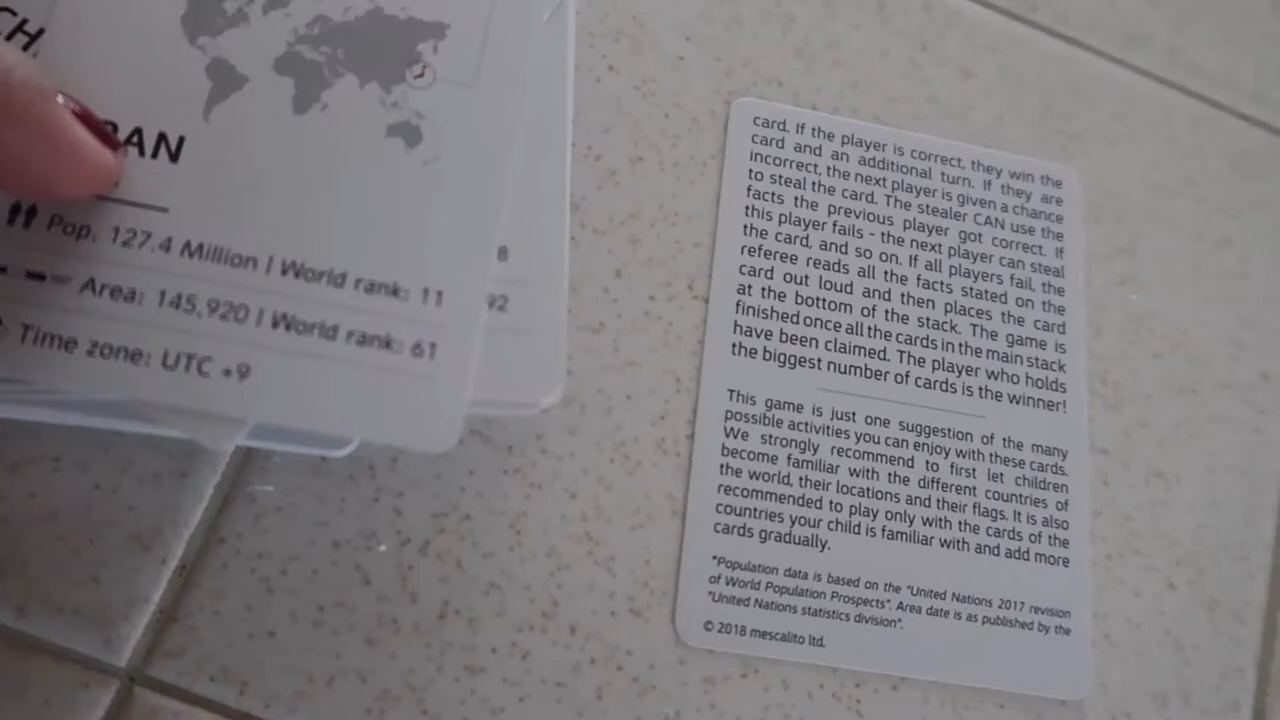 CH
PAN
Pop. 127.4 Million | World rank: 11
Area: 145,920 | World rank: 61
Time zone: UTC +9
8
92
card. If the player is correct, they win the
card and an additional turn. If they are
incorrect, the next player is given a chance
to steal the card. The stealer CAN use the
facts the previous player got correct. If
this player fails - the next player can steal
the card, and so on. If all players fail, the
referee reads all the facts stated on the
card out loud and then places the card
at the bottom of the stack. The game is
finished once all the cards in the main stack
have been claimed. The player who holds
the biggest number of cards is the winner!
This game is just one suggestion of the many
possible activities you can enjoy with these cards.
We strongly recommend to first let children
become familiar with the different countries of
the world, their locations and their flags. It is also
recommended to play only with the cards of the
countries your child is familiar with and add more
cards gradually.
*Population data is based on the "United Nations 2017 revision
of World Population Prospects". Area date is as published by the
"United Nations statistics division".
© 2018 mescalito ltd.